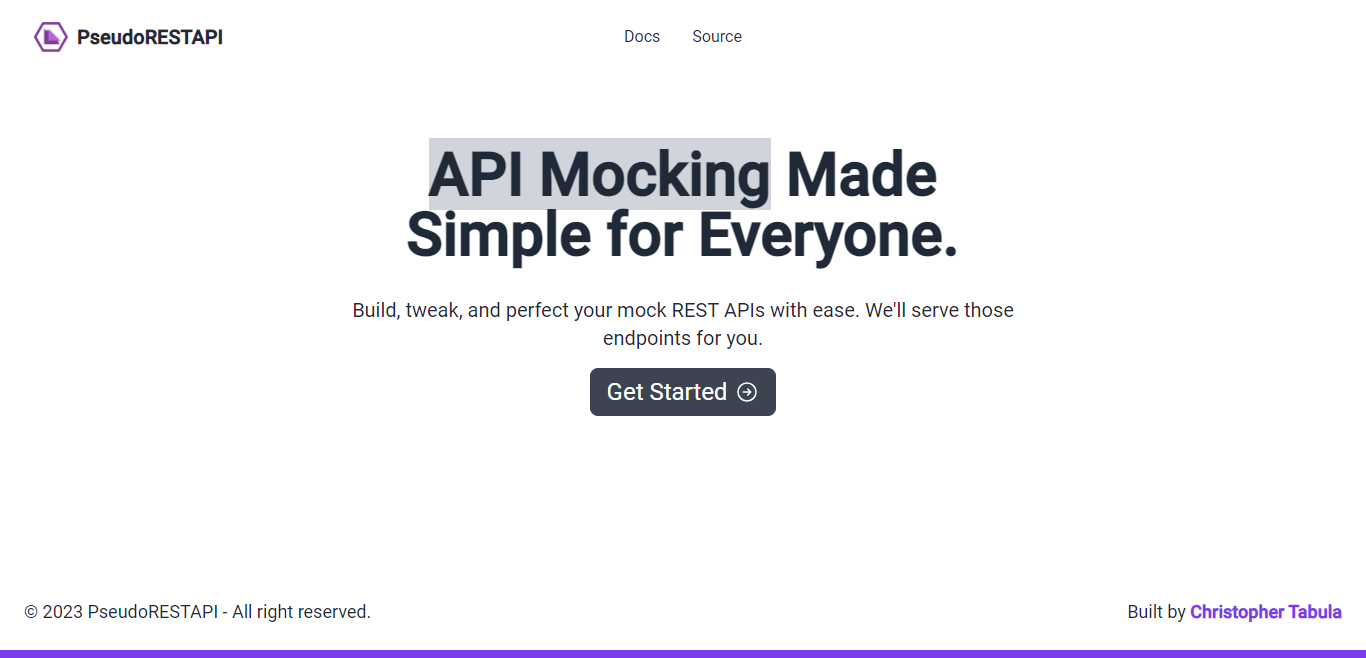 PseudoRESTAPI
Docs
Source
API Mocking Made
Simple for Everyone.
Build, tweak, and perfect your mock REST APIs with ease. We'll serve those
endpoints for you.
Get Started
© 2023 PseudoRESTAPI - All right reserved.
Built by Christopher Tabula